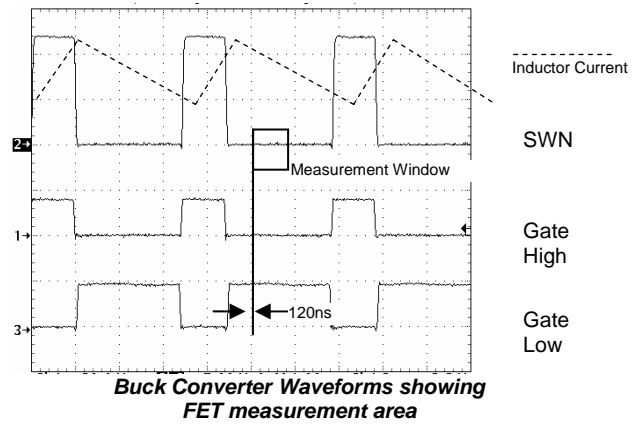 Inductor Current
2
SWN
Measurement Window
1
Gate
High
120ns
3
Gate
Low
Buck Converter Waveforms showing
FET measurement area